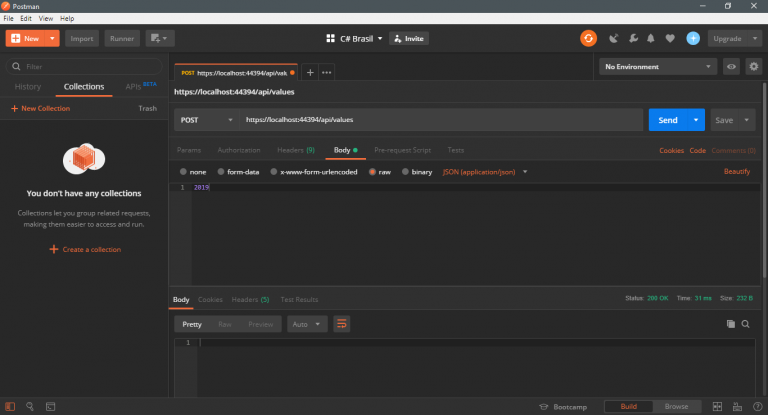 Postman
File Edit View Help
New Import Runner C# Brasil Invite Upgrade
Filter
History Collections APIs BETA
New Collection Trash
You don't have any collections
Collections let you group related requests,
making them easier to access and run.
Create a collection
POST https://localhost:44394/api/val
No Environment
https://localhost:44394/api/values
POST https://localhost:44394/api/values Send Save
Params Authorization Headers (9) Body Pre-request Script Tests Cookies Code Comments (0)
none form-data x-www-form-urlencoded raw binary JSON (application/json) Beautify
1 2019
Body Cookies Headers (5) Test Results Status: 200 OK Time: 31 ms Size: 232 B
Pretty Raw Preview Auto
1
Bootcamp Build Browse